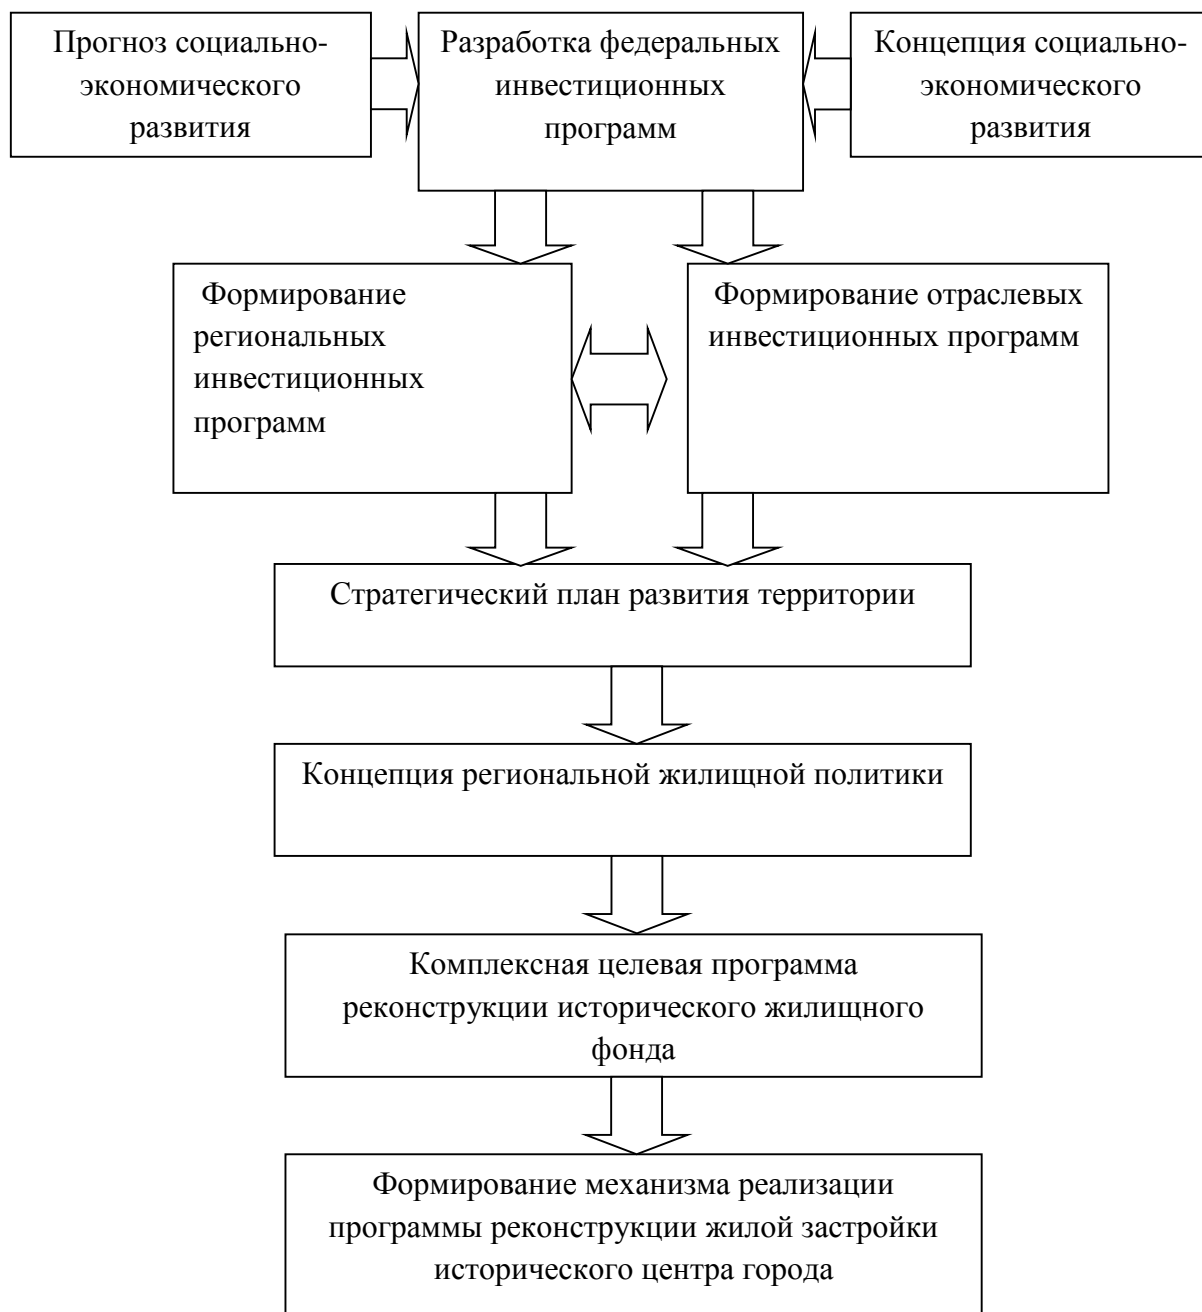 Прогноз социально-
экономического
развития
Разработка федеральных
инвестиционных
программ
Концепция социально-
экономического
развития
Формирование
региональных
инвестиционных
программ
Формирование отраслевых
инвестиционных программ
Стратегический план развития территории
Концепция региональной жилищной политики
Комплексная целевая программа
реконструкции исторического жилищного
фонда
Формирование механизма реализации
программы реконструкции жилой застройки
исторического центра города